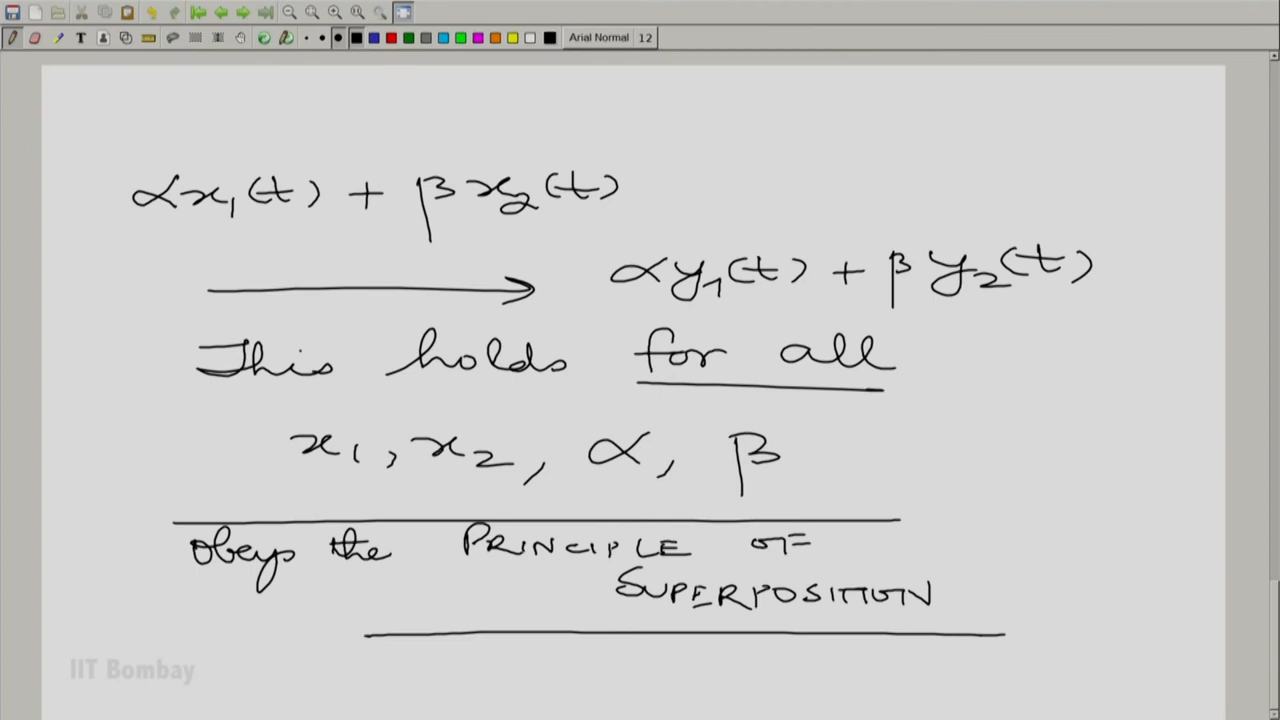 Arial Normal 12
αx₁(t) + βx₂(t)
⟶ αy₁(t) + βy₂(t)
This holds for all
x₁, x₂, α, β
obeys the PRINCIPLE OF
SUPERPOSITION
IIT Bombay